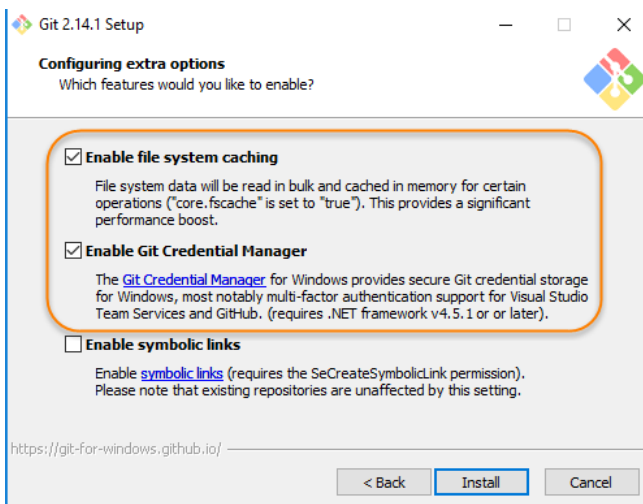 Git 2.14.1 Setup
Configuring extra options
Which features would you like to enable?
Enable file system caching
File system data will be read in bulk and cached in memory for certain
operations ("core.fscache" is set to "true"). This provides a significant
performance boost.
Enable Git Credential Manager
The Git Credential Manager for Windows provides secure Git credential storage
for Windows, most notably multi-factor authentication support for Visual Studio
Team Services and GitHub. (requires .NET framework v4.5.1 or or later).
Enable symbolic links
Enable symbolic links (requires the SeCreateSymbolicLink permission).
Please note that existing repositories are unaffected by this setting.
https://git-for-windows.github.io/
< Back Install Cancel